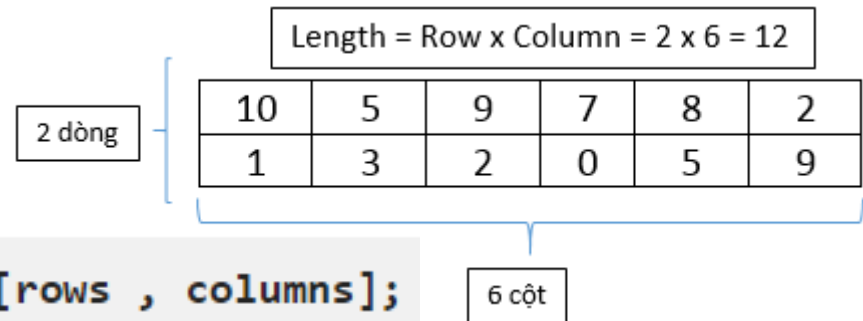 Length = Row x Column = 2 x 6 = 12
10 5 9 7 8 2
2 dòng
1 3 2 0 5 9
[rows , columns];
6 cột